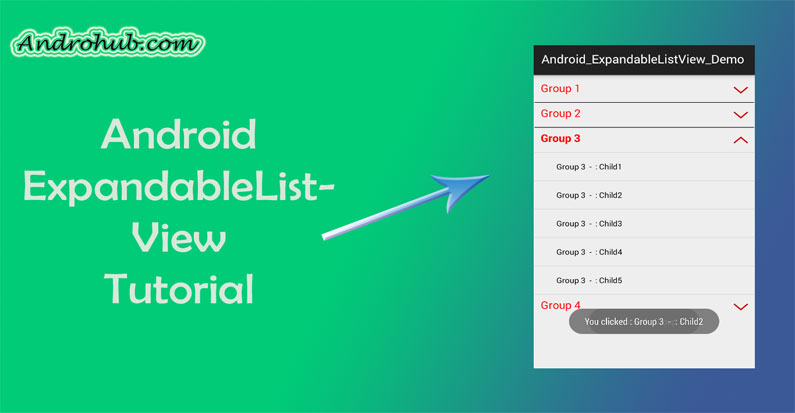 Androhub.com
Android
ExpandableList-
View
Tutorial
Android_ExpandableListView_Demo
Group 1
Group 2
Group 3
Group 3 - : Child1
Group 3 - : Child2
Group 3 - : Child3
Group 3 - : Child4
Group 3 - : Child5
Group 4
You clicked : Group 3 - : Child2